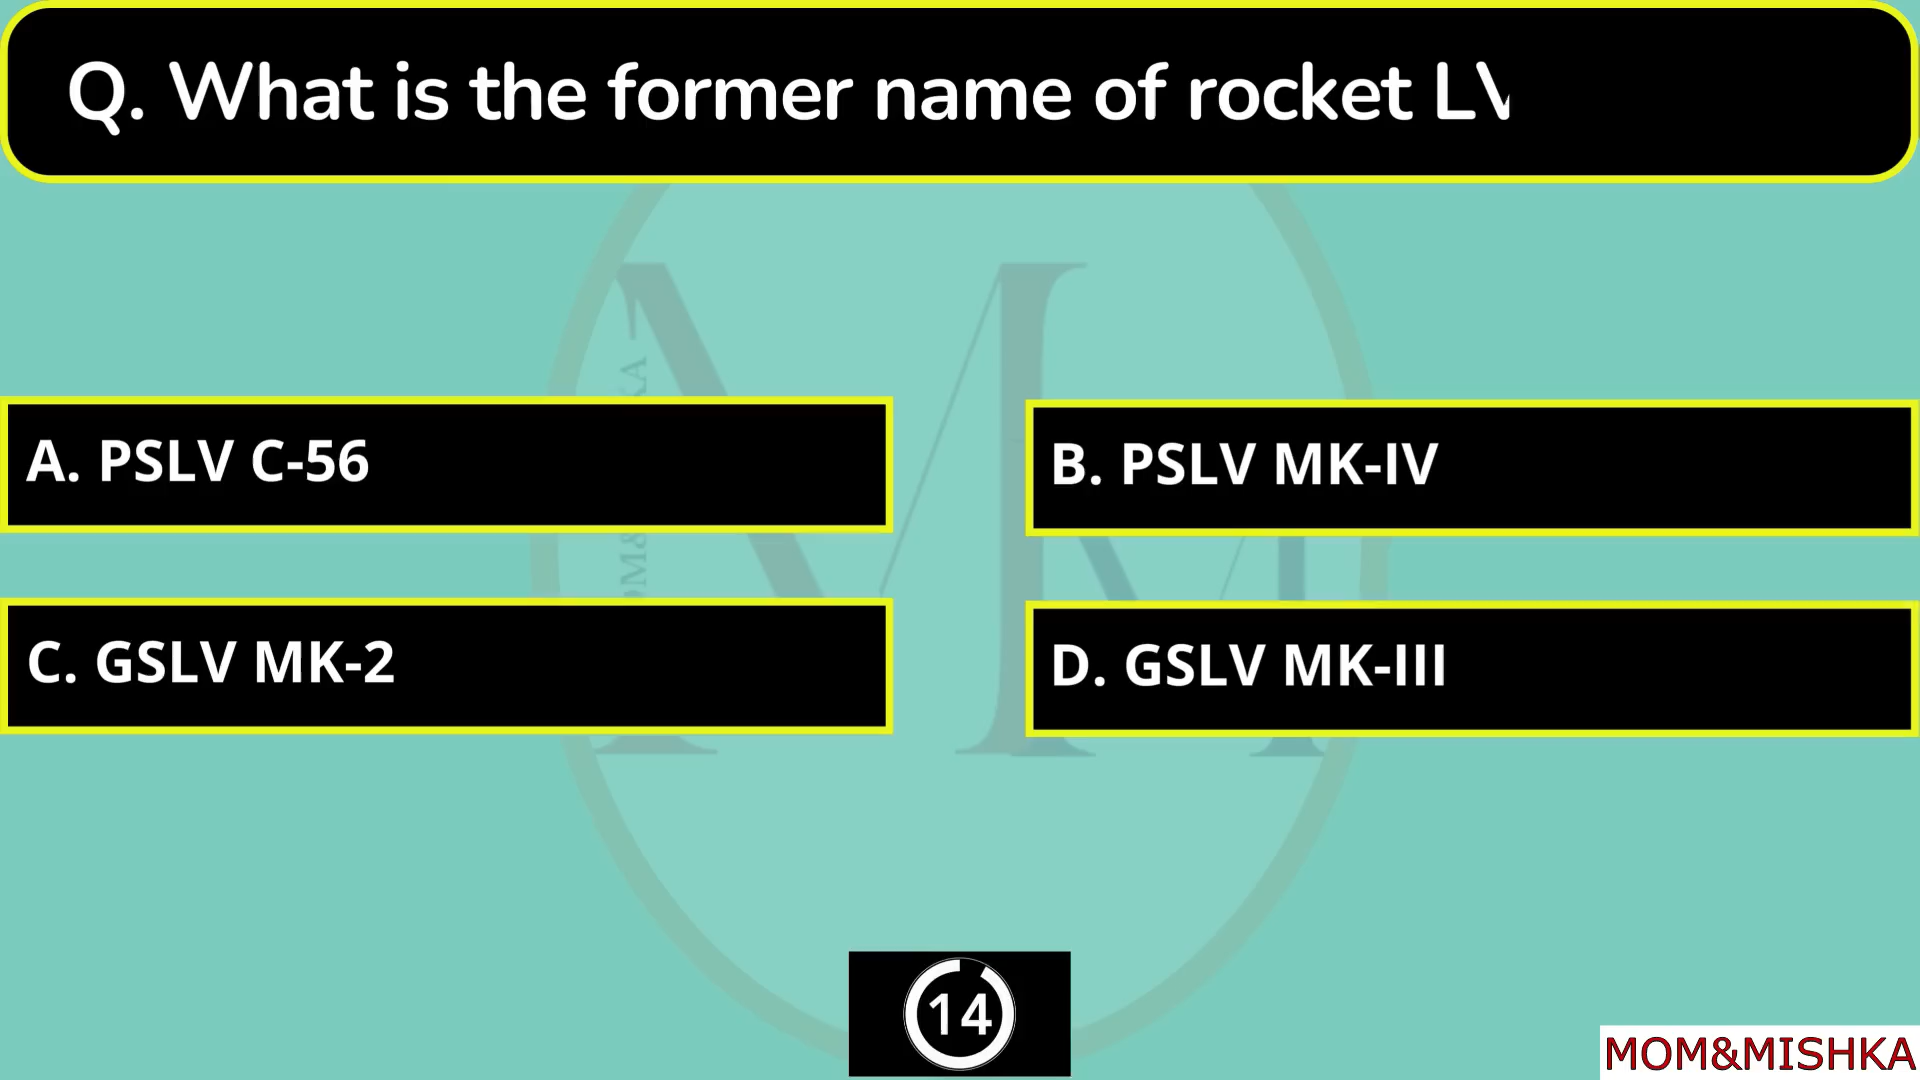 Q. What is the former name of rocket LV
A. PSLV C-56
B. PSLV MK-IV
C. GSLV MK-2
D. GSLV MK-III
14
MOM&MISHKA